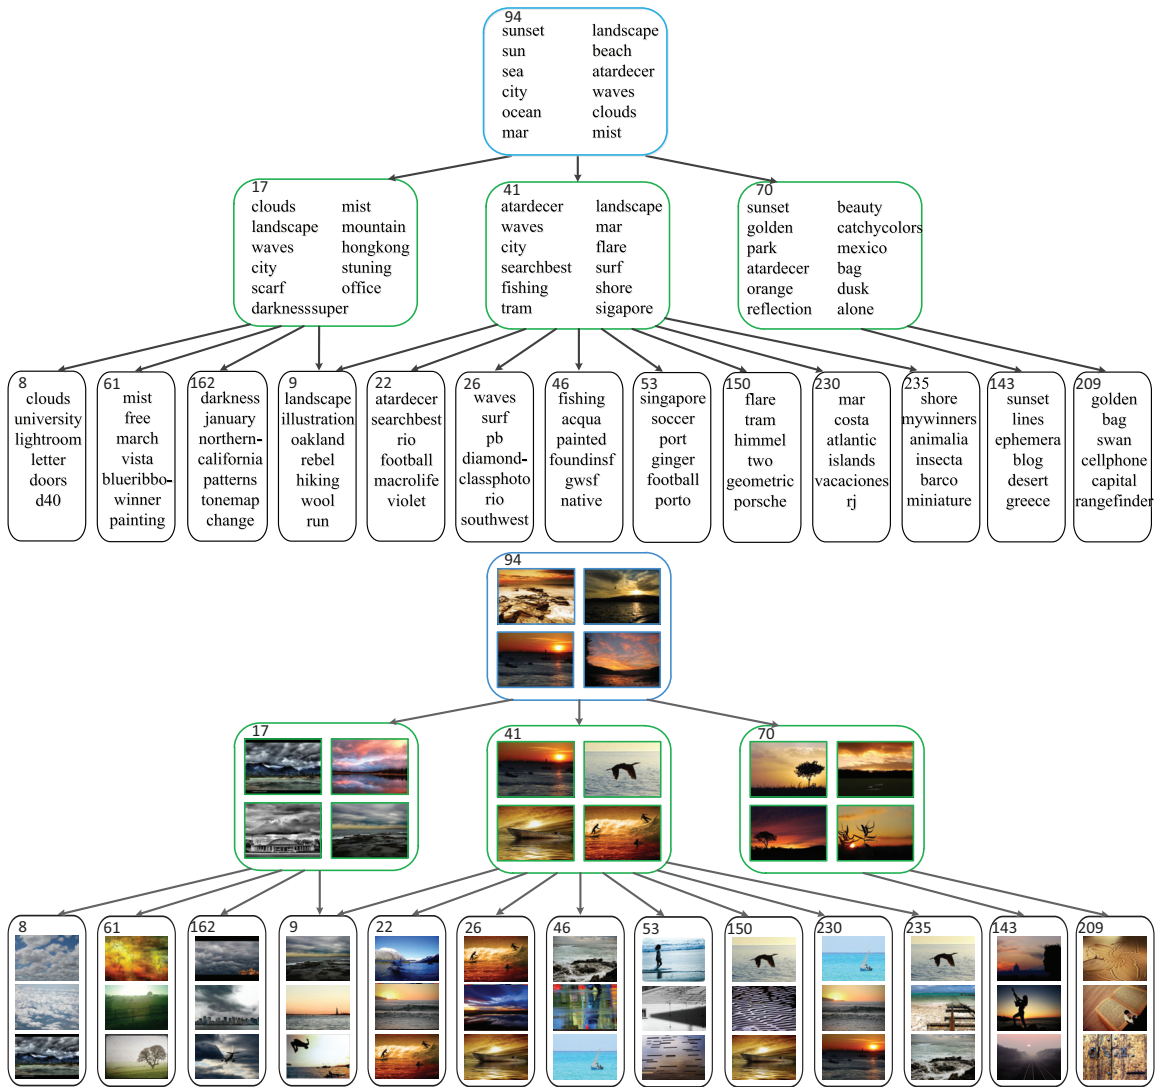 94
sunset landscape
sun beach
sea atardecer
city waves
ocean clouds
mar mist
17
clouds mist
landscape mountain
waves hongkong
city stuning
scarf office
darknesssuper
41
atardecer landscape
waves mar
city flare
searchbest surf
fishing shore
tram sigapore
70
sunset beauty
golden catchycolors
park mexico
atardecer bag
orange dusk
reflection alone
8
clouds
university
lightroom
letter
doors
d40
61
mist
free
march
vista
blueribbo-
winner
painting
162
darkness
january
northern-
california
patterns
tonemap
change
9
landscape
illustration
oakland
rebel
hiking
wool
run
22
atardecer
searchbest
rio
football
macrolife
violet
26
waves
surf
pb
diamond-
classphoto
rio
southwest
46
fishing
acqua
painted
foundinsf
gwsf
native
53
singapore
soccer
port
ginger
football
porto
150
flare
tram
himmel
two
geometric
porsche
230
mar
costa
atlantic
islands
vacaciones
rj
235
shore
mywinners
animalia
insecta
barco
miniature
143
sunset
lines
ephemera
blog
desert
greece
209
golden
bag
swan
cellphone
capital
rangefinder
94
17
41
70
8
61
162
9
22
26
46
53
150
230
235
143
209